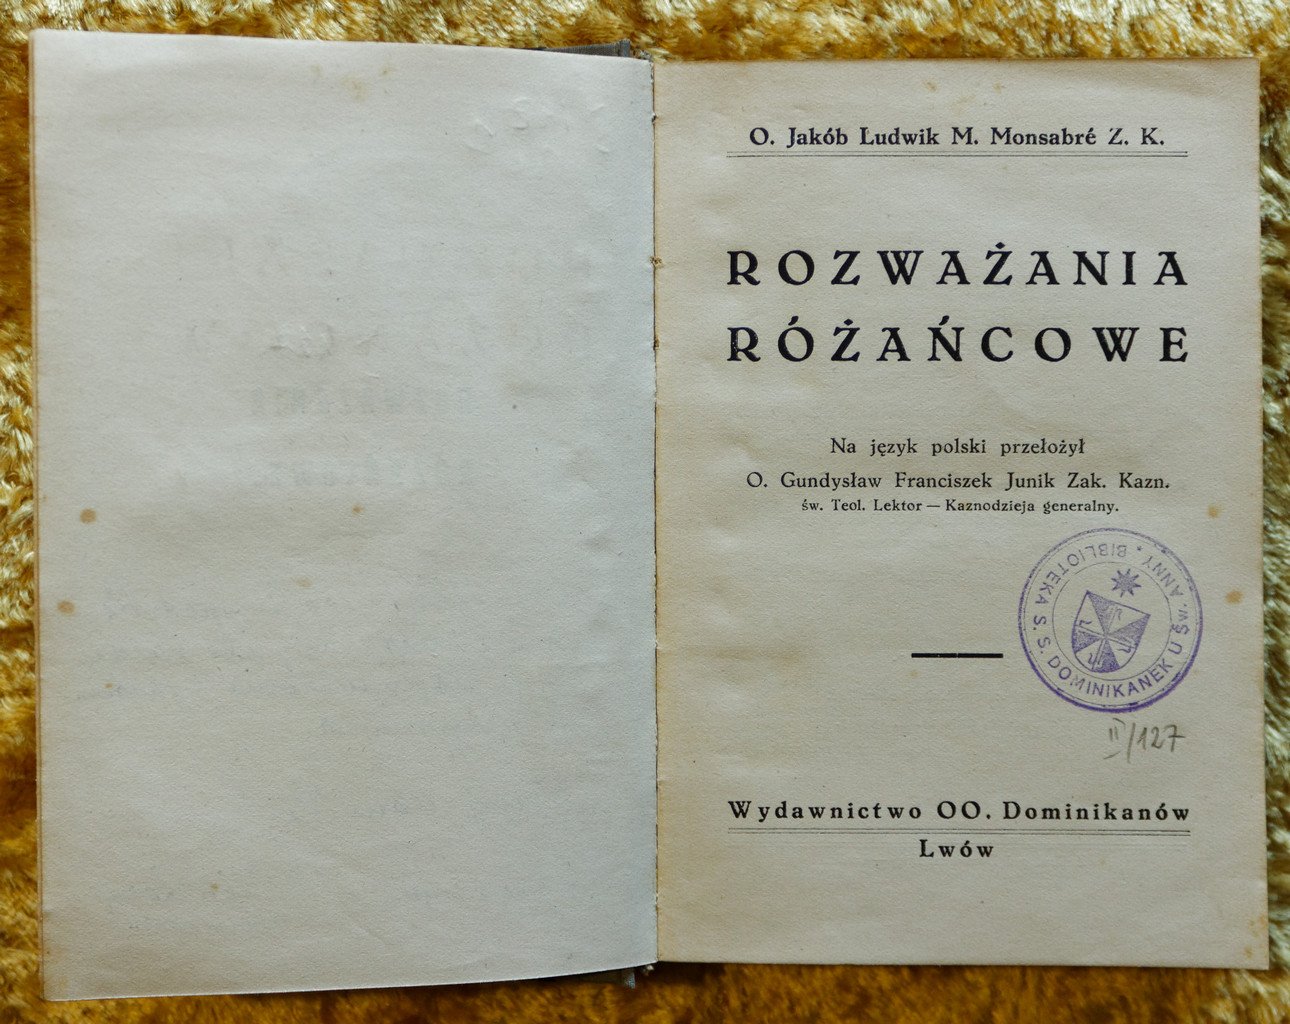 O. Jakób Ludwik M. Monsabré Z. K.
ROZWAŻANIA
RÓŻAŃCOWE
Na język polski przełożył
O. Gundysław Franciszek Junik Zak. Kazn.
św. Teol. Lektor — Kaznodzieja generalny.
BIBLIOTEKA S. S. DOMINIKANEK U ŚW. ANNY •
II/127
Wydawnictwo OO. Dominikanów
Lwów